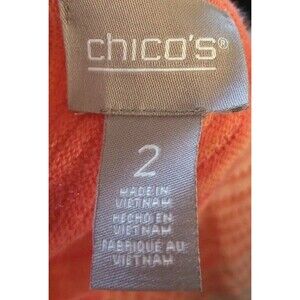 chico's®
2
MADE IN
VIETNAM
HECHO EN
VIETNAM
FABRIQUÉ AU
VIETNAM